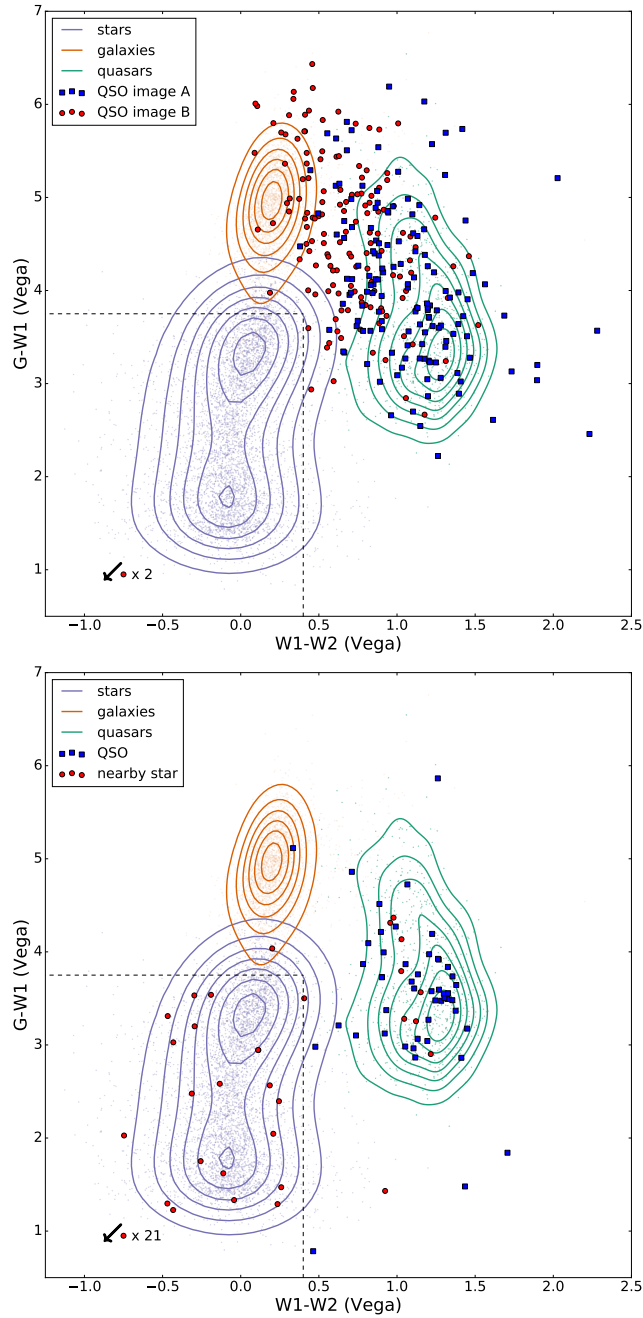 7
6
5
4
3
2
1
G-W1 (Vega)
stars
galaxies
quasars
QSO image A
QSO image B
x 2
−1.0 −0.5 0.0 0.5 1.0 1.5 2.0 2.5
W1-W2 (Vega)
7
6
5
4
3
2
1
G-W1 (Vega)
stars
galaxies
quasars
QSO
nearby star
x 21
−1.0 −0.5 0.0 0.5 1.0 1.5 2.0 2.5
W1-W2 (Vega)